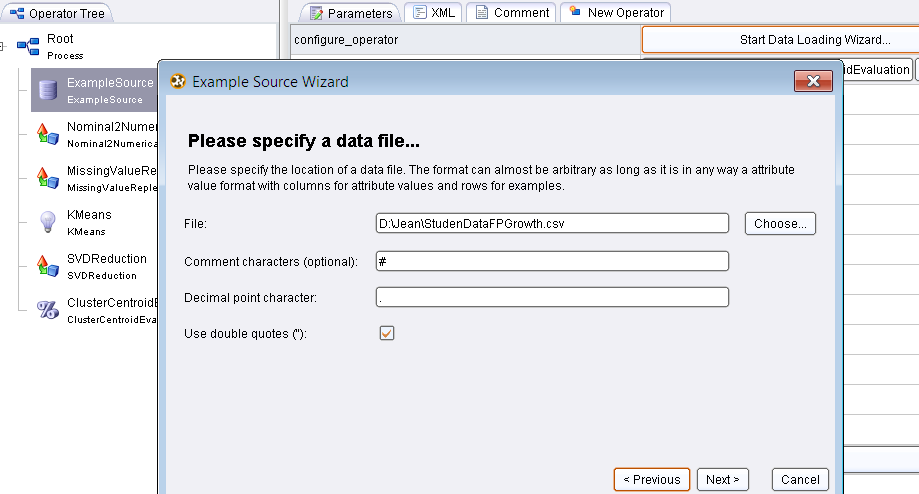 Operator Tree
Parameters
XML
Comment
New Operator
Root
Process
configure_operator
Start Data Loading Wizard...
ExampleSource
ExampleSource
Nominal2Numeri
Nominal2Numerica
MissingValueRepl
MissingValueReple
KMeans
KMeans
SVDReduction
SVDReduction
ClusterCentroidE
ClusterCentroidEva
idEvaluation
Example Source Wizard
Please specify a data file...
Please specify the location of a data file. The format can almost be arbitrary as long as it is in any way a attribute
value format with columns for attribute values and rows for examples.
File:
D:\Jean\StudenDataFPGrowth.csv
Choose...
Comment characters (optional):
#
Decimal point character:
.
Use double quotes ("):
< Previous
Next >
Cancel